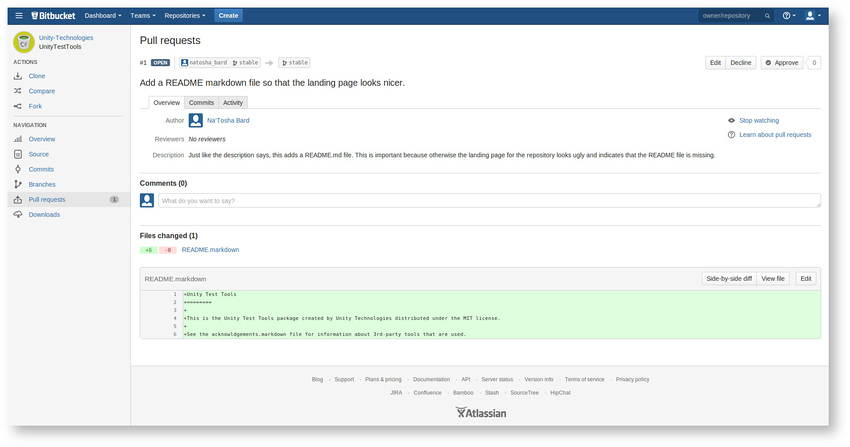 Bitbucket Dashboard Teams Repositories Create owner/repository
Unity-Technologies
UnityTestTools
ACTIONS
Clone
Compare
Fork
NAVIGATION
Overview
Source
Commits
Branches
Pull requests 1
Downloads
Pull requests
#1 OPEN natosha_bard stable stable Edit Decline Approve 0
Add a README markdown file so that the landing page looks nicer.
Overview Commits Activity
Author Na'Tosha Bard Stop watching
Reviewers No reviewers Learn about pull requests
Description Just like the description says, this adds a README.md file. This is important because otherwise the landing page for the repository looks ugly and indicates that the README file is missing.
Comments (0)
What do you want to say?
Files changed (1)
+6 -0 README.markdown
README.markdown Side-by-side diff View file Edit
1 +Unity Test Tools
2 +========
3 +
4 +This is the Unity Test Tools package created by Unity Technologies distributed under the MIT license.
5 +
6 +See the acknowldgements.markdown file for information about 3rd-party tools that are used.
Blog · Support · Plans & pricing · Documentation · API · Server status · Version info · Terms of service · Privacy policy
JIRA · Confluence · Bamboo · Stash · SourceTree · HipChat
Atlassian